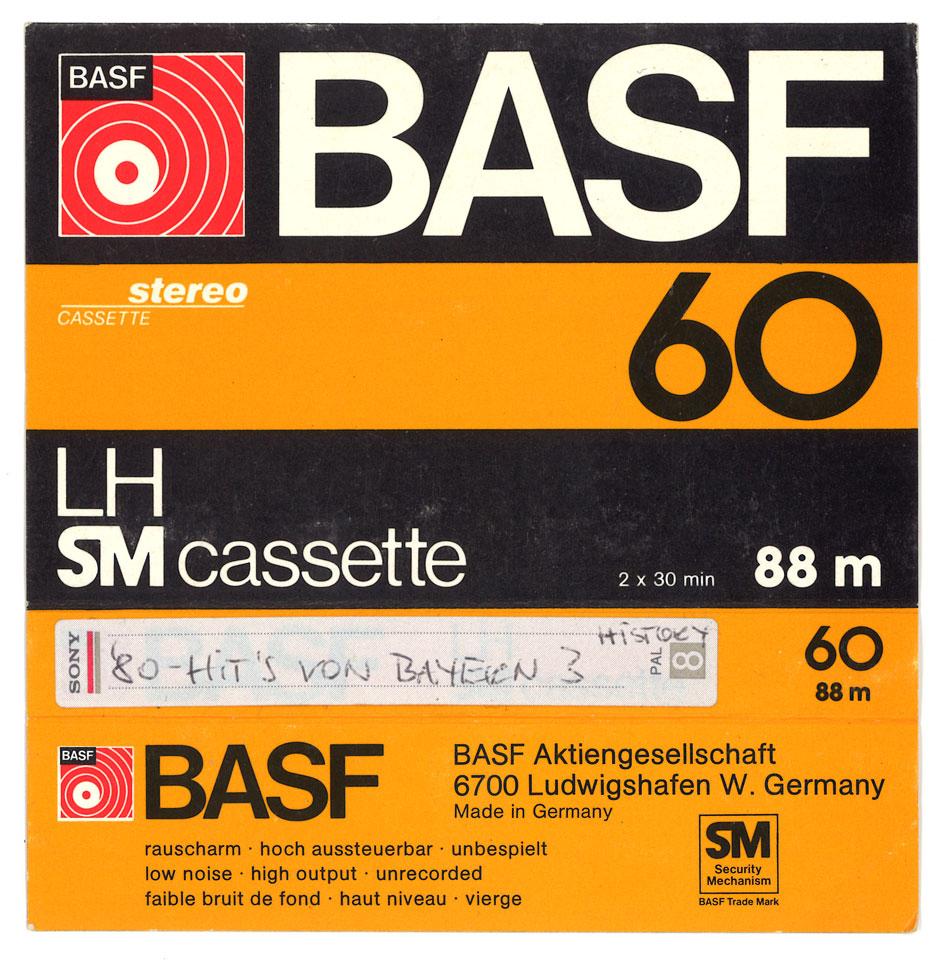 BASF
BASF
stereo
CASSETTE
60
LH
SM cassette
2 x 30 min
88 m
SONY
'80-HIT'S VON BAYERN 3
HISTORY
PAL
8
60
88 m
BASF
BASF
BASF Aktiengesellschaft
6700 Ludwigshafen W. Germany
Made in Germany
rauscharm · hoch aussteuerbar · unbespielt
low noise · high output · unrecorded
faible bruit de fond · haut niveau · vierge
SM
Security
Mechanism
BASF Trade Mark